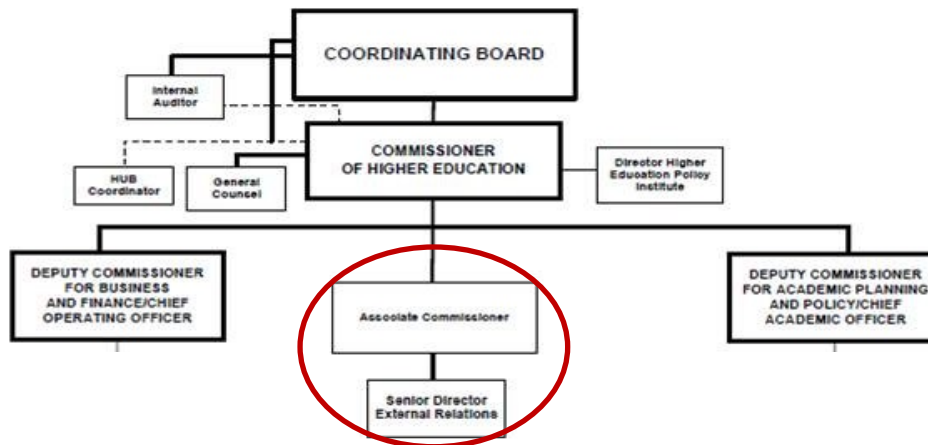 COORDINATING BOARD
Internal
Auditor
COMMISSIONER
OF HIGHER EDUCATION
HUB
Coordinator
General
Counsel
Director Higher
Education Policy
Institute
DEPUTY COMMISSIONER
FOR BUSINESS
AND FINANCE/CHIEF
OPERATING OFFICER
Associate Commissioner
Senior Director
External Relations
DEPUTY COMMISSIONER
FOR ACADEMIC PLANNING
AND POLICY/CHIEF
ACADEMIC OFFICER